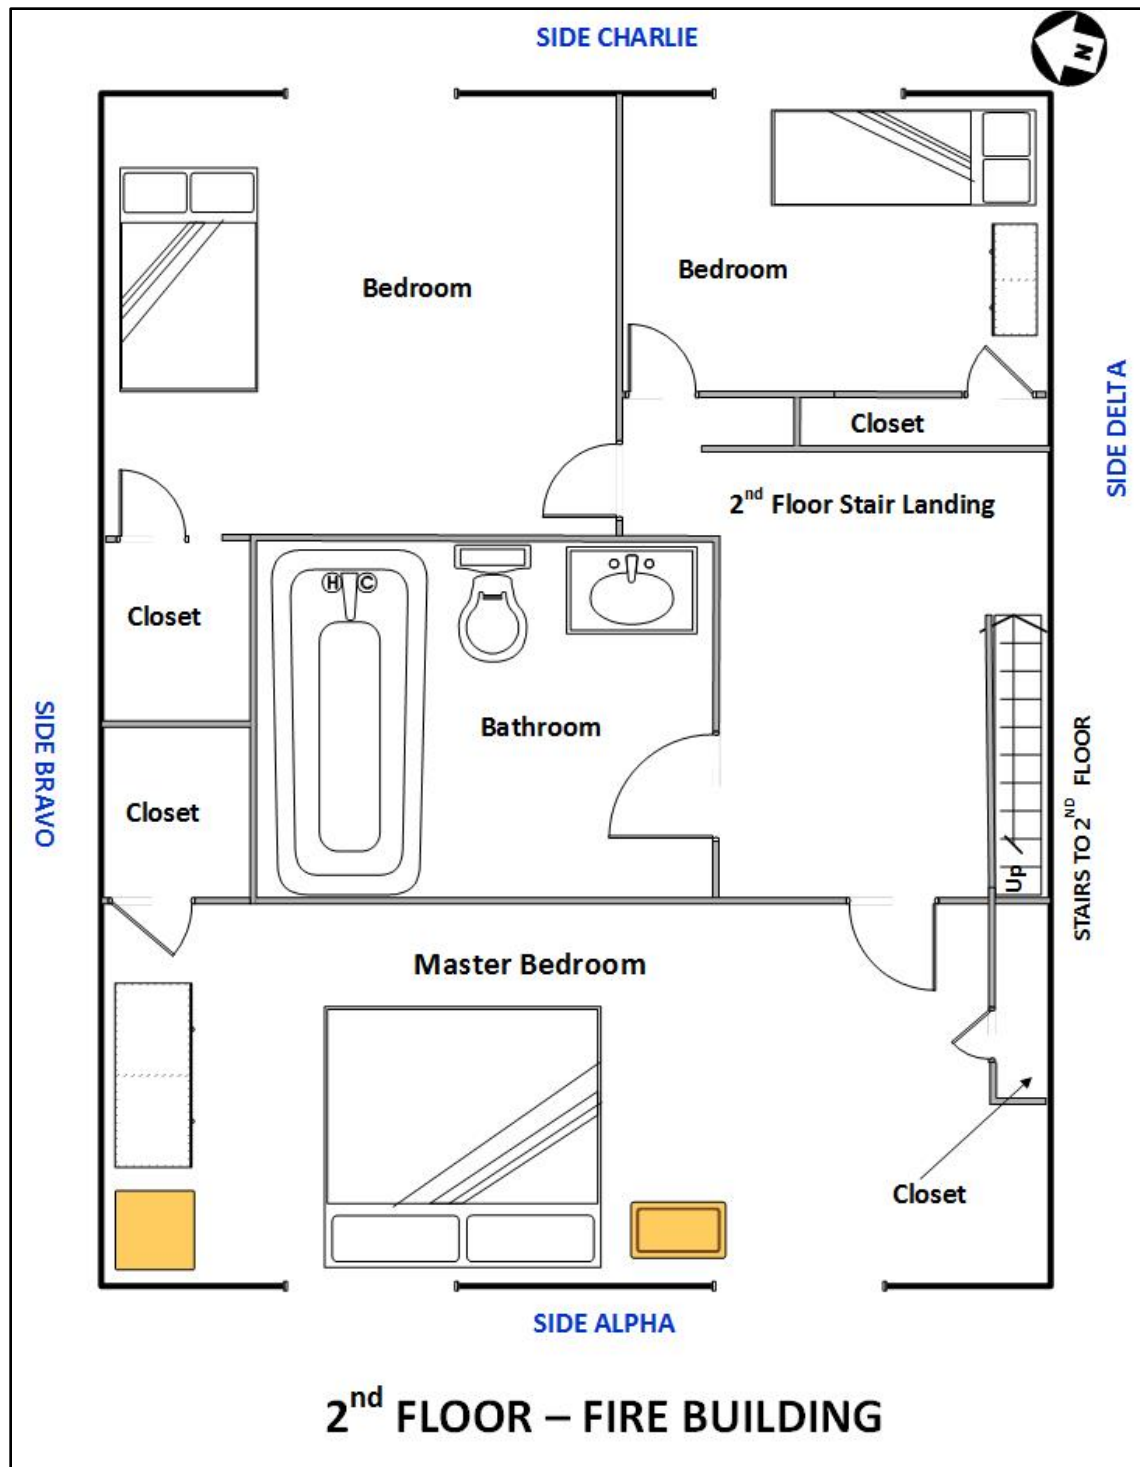 SIDE CHARLIE
N
Bedroom
Bedroom
Closet
SIDE DELTA
2nd Floor Stair Landing
H C
Closet
Bathroom
SIDE BRAVO
Closet
Up
STAIRS TO 2ND FLOOR
Master Bedroom
Closet
SIDE ALPHA
2nd FLOOR – FIRE BUILDING